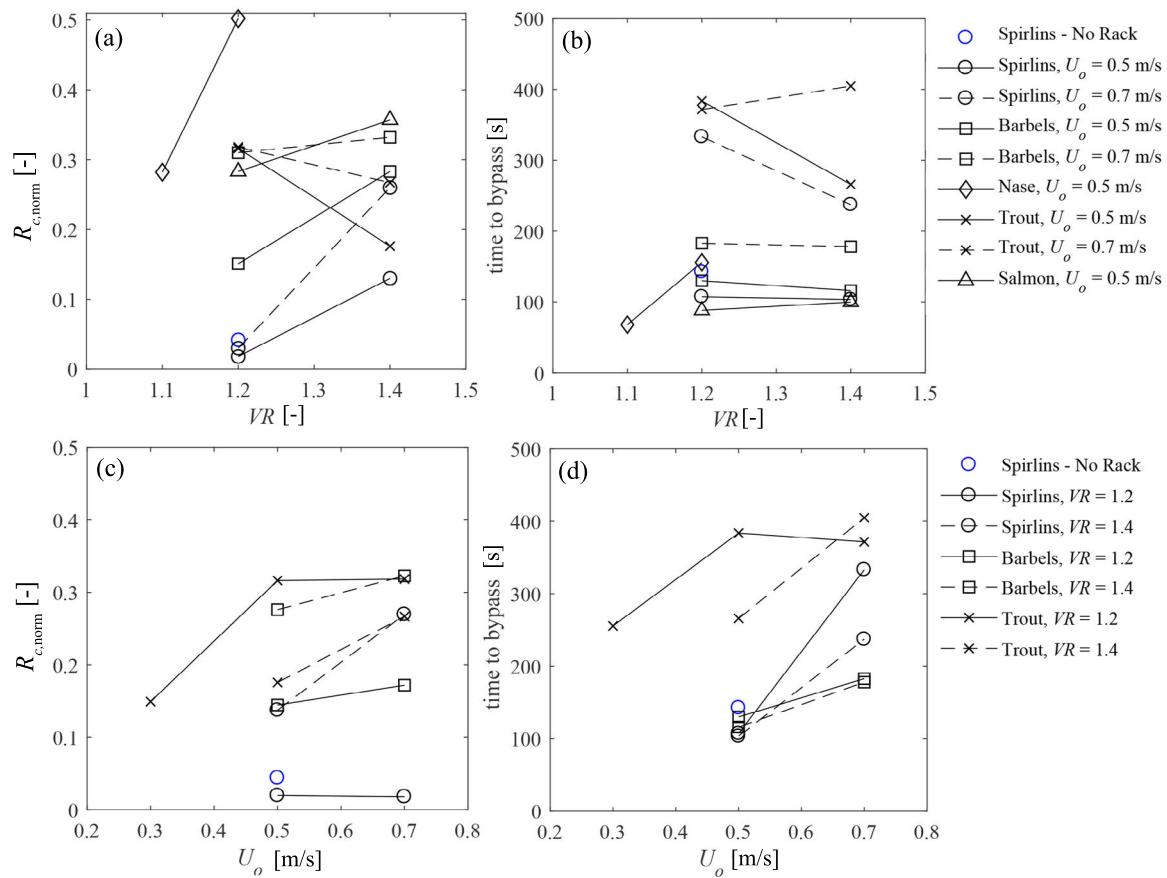 (a)
0.5
0.4
0.3
0.2
0.1
0
R_c,norm [-]
1 1.1 1.2 1.3 1.4 1.5
VR [-]
(b)
500
400
300
200
100
0
time to bypass [s]
1 1.1 1.2 1.3 1.4 1.5
VR [-]
Spirlins - No Rack
Spirlins, U_o = 0.5 m/s
Spirlins, U_o = 0.7 m/s
Barbels, U_o = 0.5 m/s
Barbels, U_o = 0.7 m/s
Nase, U_o = 0.5 m/s
Trout, U_o = 0.5 m/s
Trout, U_o = 0.7 m/s
Salmon, U_o = 0.5 m/s
(c)
0.5
0.4
0.3
0.2
0.1
0
R_c,norm [-]
0.2 0.3 0.4 0.5 0.6 0.7 0.8
U_o [m/s]
(d)
500
400
300
200
100
0
time to bypass [s]
0.2 0.3 0.4 0.5 0.6 0.7 0.8
U_o [m/s]
Spirlins - No Rack
Spirlins, VR = 1.2
Spirlins, VR = 1.4
Barbels, VR = 1.2
Barbels, VR = 1.4
Trout, VR = 1.2
Trout, VR = 1.4